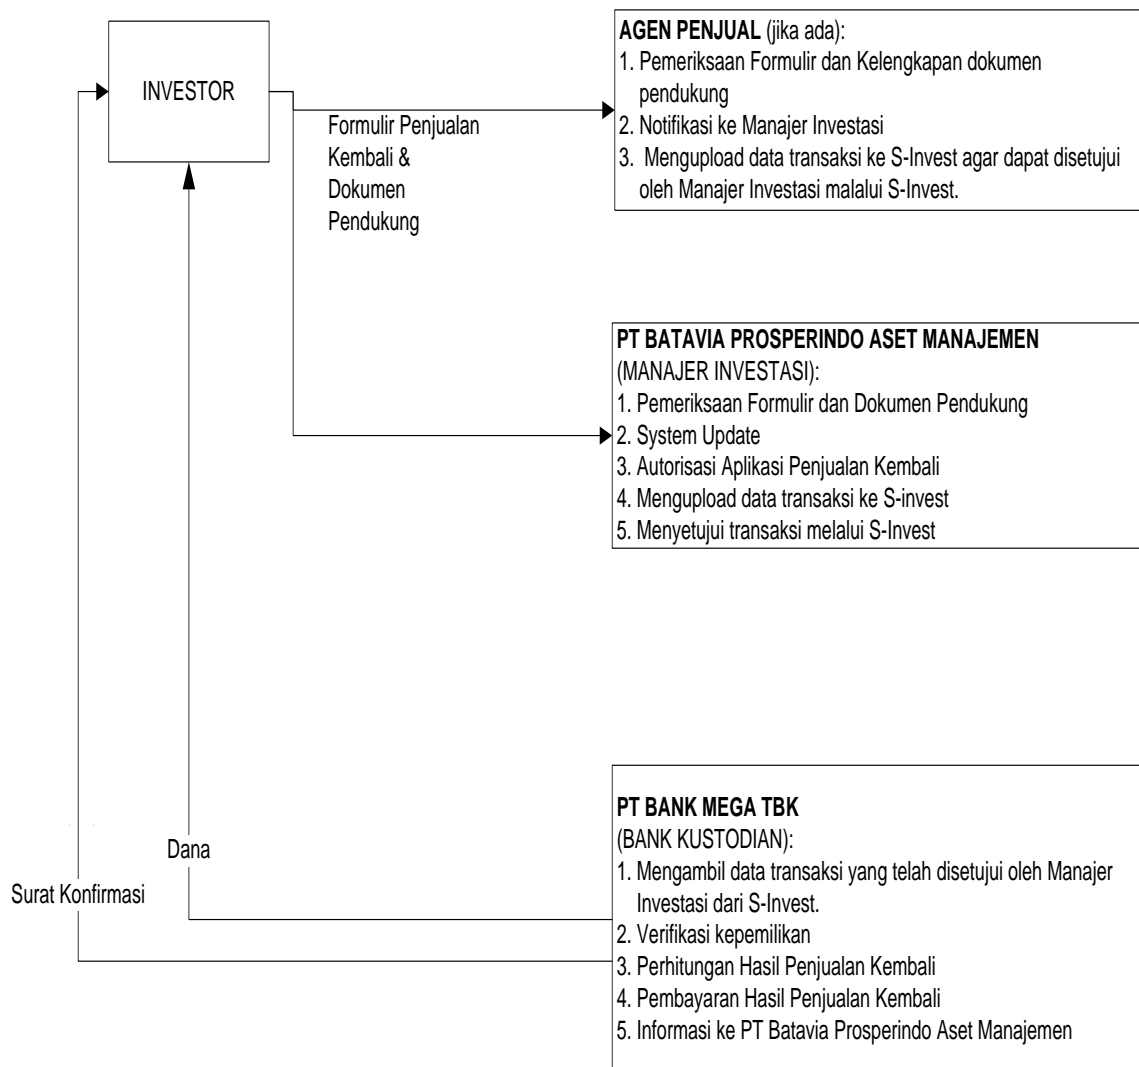 INVESTOR
Formulir Penjualan
Kembali &
Dokumen
Pendukung
AGEN PENJUAL (jika ada):
1. Pemeriksaan Formulir dan Kelengkapan dokumen
pendukung
2. Notifikasi ke Manajer Investasi
3. Mengupload data transaksi ke S-Invest agar dapat disetujui
oleh Manajer Investasi malalui S-Invest.
PT BATAVIA PROSPERINDO ASET MANAJEMEN
(MANAJER INVESTASI):
1. Pemeriksaan Formulir dan Dokumen Pendukung
2. System Update
3. Autorisasi Aplikasi Penjualan Kembali
4. Mengupload data transaksi ke S-invest
5. Menyetujui transaksi melalui S-Invest
PT BANK MEGA TBK
(BANK KUSTODIAN):
1. Mengambil data transaksi yang telah disetujui oleh Manajer
Investasi dari S-Invest.
2. Verifikasi kepemilikan
3. Perhitungan Hasil Penjualan Kembali
4. Pembayaran Hasil Penjualan Kembali
5. Informasi ke PT Batavia Prosperindo Aset Manajemen
Dana
Surat Konfirmasi